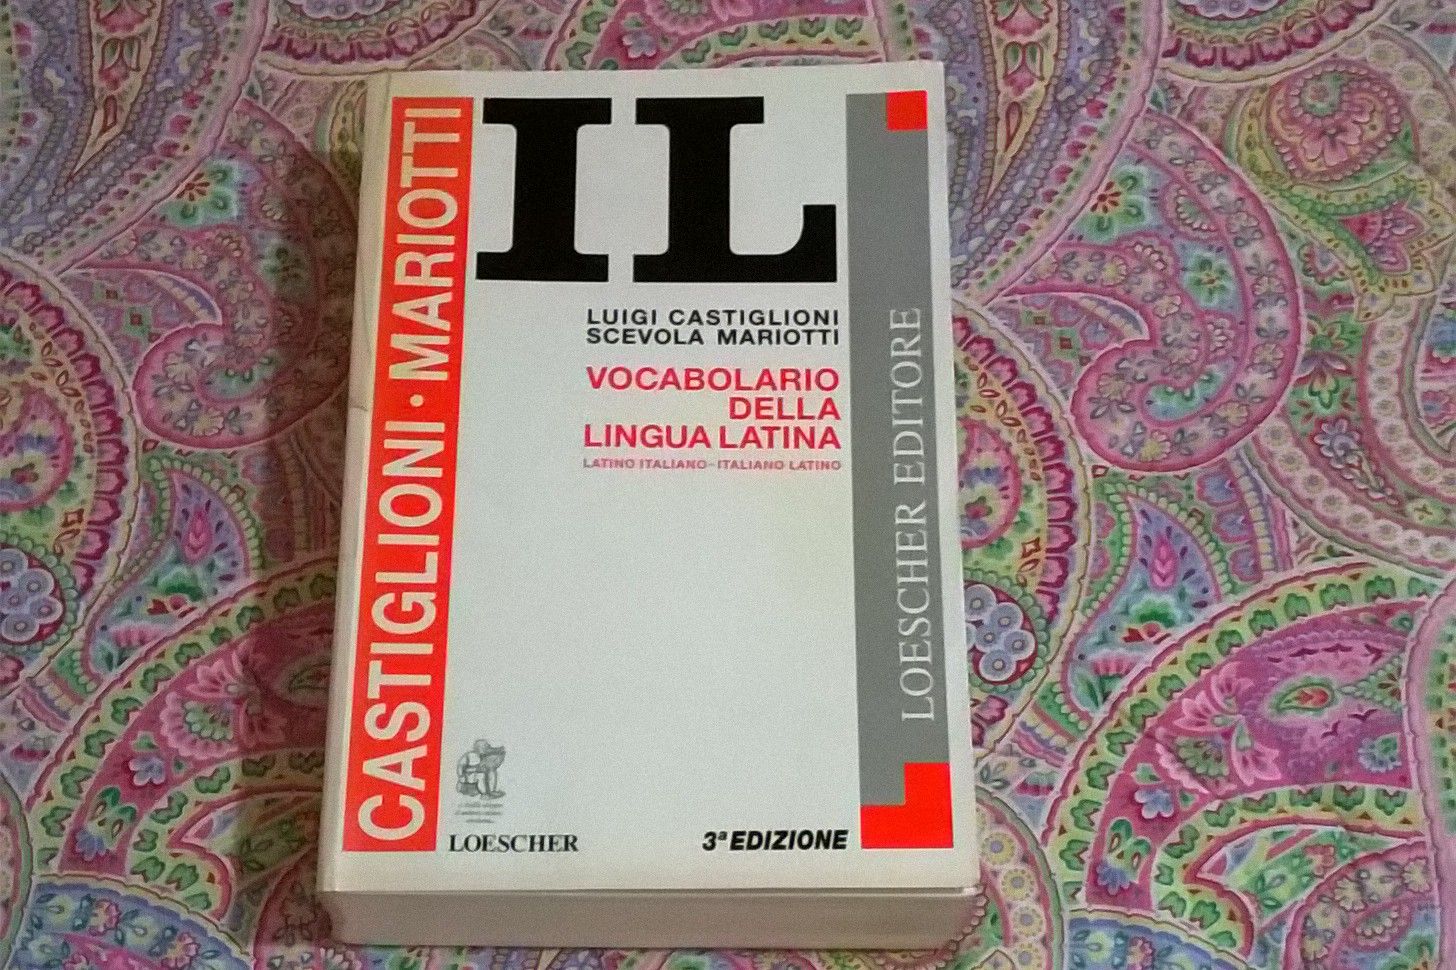 CASTIGLIONI · MARIOTTI
IL
LUIGI CASTIGLIONI
SCEVOLA MARIOTTI
VOCABOLARIO
DELLA
LINGUA LATINA
LATINO ITALIANO-ITALIANO LATINO
LOESCHER EDITORE
LOESCHER
3ª EDIZIONE